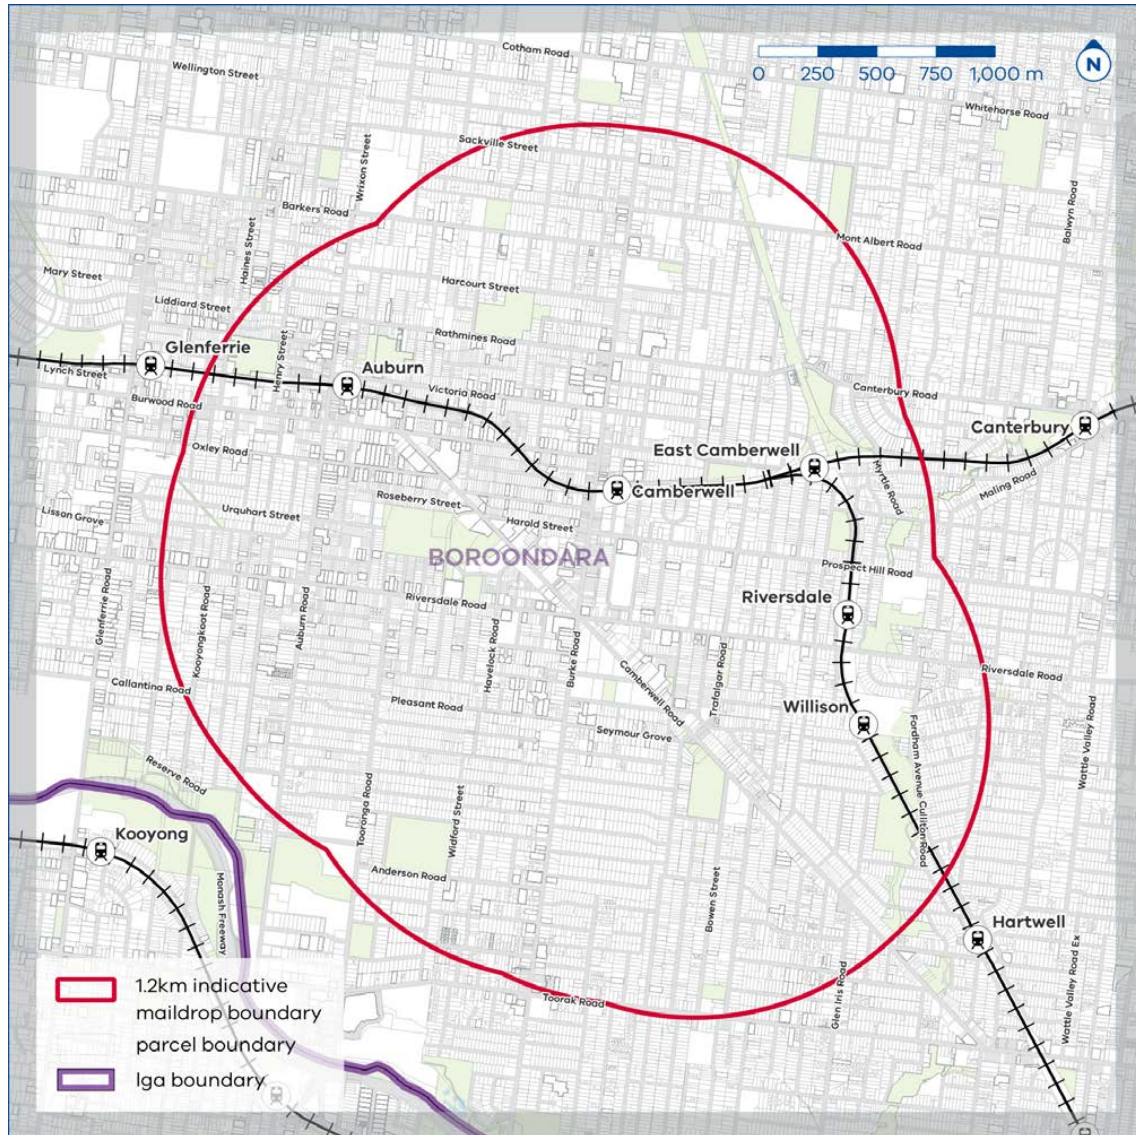 Cotham Road
Wellington Street
0 250 500 750 1,000 m
N
Whitehorse Road
Sackville Street
Wrixon Street
Barkers Road
Balwyn Road
Mont Albert Road
Haines Street
Mary Street
Harcourt Street
Liddiard Street
Rathmines Road
Glenferrie
Henry Street
Auburn
Lynch Street
Victoria Road
Canterbury Road
Burwood Road
Canterbury
Oxley Road
East Camberwell
Myrtle Road
Maling Road
Camberwell
Roseberry Street
Lisson Grove
Urquhart Street
Harold Street
BOROONDARA
Prospect Hill Road
Glenferrie Road
Kooyongkoot Road
Auburn Road
Riversdale Road
Riversdale
Havelock Road
Burke Road
Camberwell Road
Trafalgar Road
Riversdale Road
Callantina Road
Pleasant Road
Willison
Seymour Grove
Fordham Avenue Culliton Road
Wattle Valley Road
Reserve Road
Tooronga Road
Widford Street
Kooyong
Anderson Road
Monash Freeway
Bowen Street
Hartwell
Toorak Road
Glen Iris Road
Wattle Valley Road Ex
1.2km indicative
maildrop boundary
parcel boundary
lga boundary